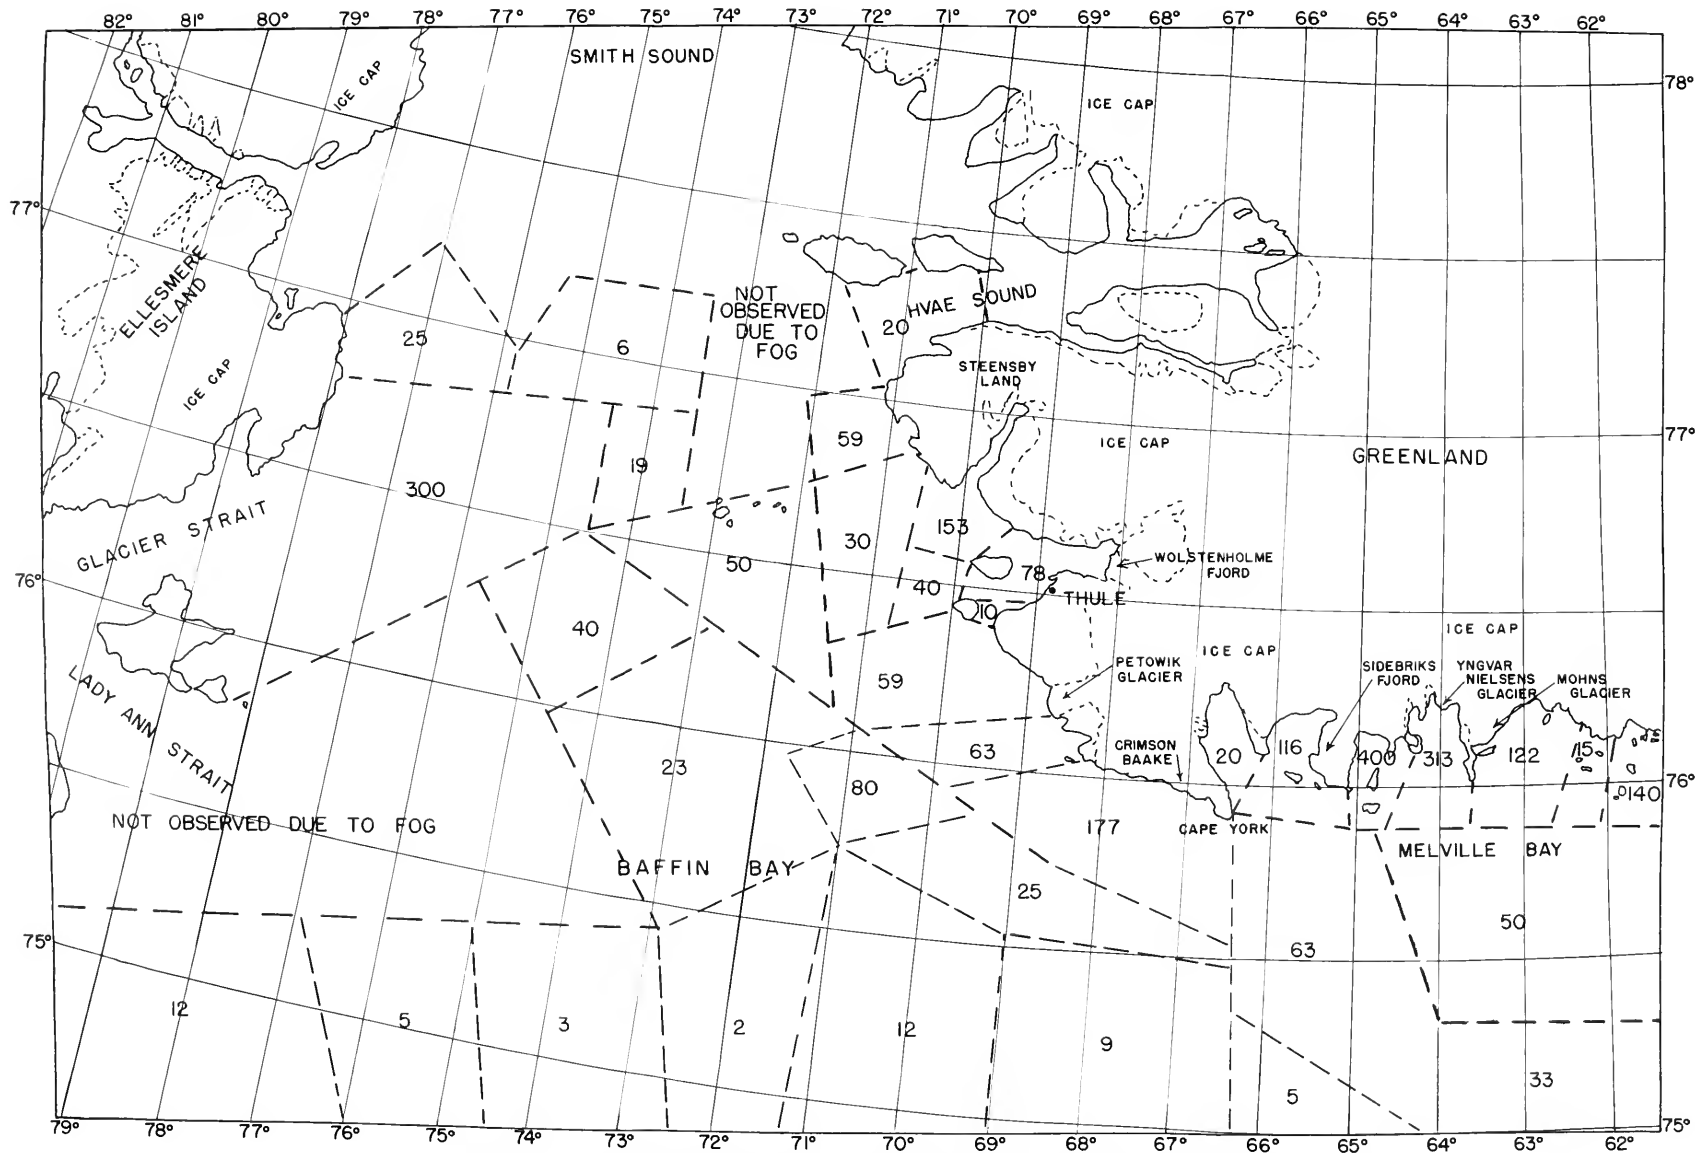 82° 81° 80° 79° 78° 77° 76° 75° 74° 73° 72° 71° 70° 69° 68° 67° 66° 65° 64° 63° 62°
SMITH SOUND
ICE CAP
ICE CAP
78°
77°
ELLESMERE
ISLAND
ICE CAP
NOT
OBSERVED
DUE TO
FOG
HVAE SOUND
20
25
6
STEENSBY
LAND
59
ICE CAP
77°
GREENLAND
19
300
GLACIER STRAIT
153
30
50
WOLSTENHOLME
FJORD
76°
78
40
THULE
10
40
ICE CAP
ICE CAP
LADY ANN STRAIT
59
PETOWIK
GLACIER
SIDEBRIKS
FJORD
YNGVAR
NIELSENS
GLACIER
MOHNS
GLACIER
CRIMSON
BAAKE
63
23
80
20
116
400
313
122
115
140
76°
NOT OBSERVED DUE TO FOG
177
CAPE YORK
MELVILLE BAY
BAFFIN BAY
25
50
63
75°
12
5
3
2
12
9
5
33
75°
79° 78° 77° 76° 75° 74° 73° 72° 71° 70° 69° 68° 67° 66° 65° 64° 63° 62°